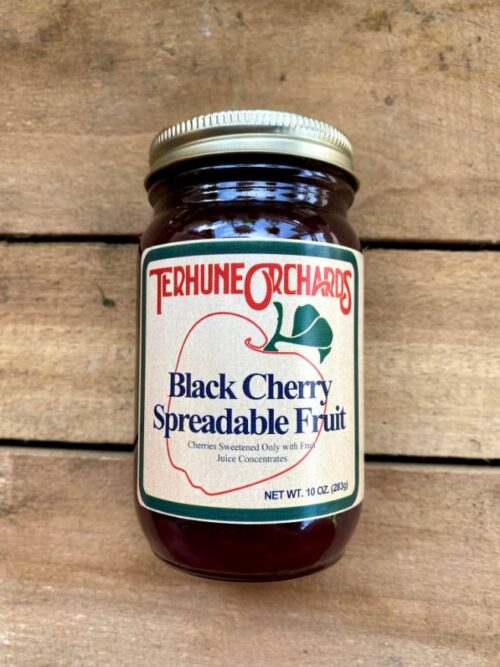 TERHUNE ORCHARDS
Black Cherry
Spreadable Fruit
Cherries Sweetened Only with Fruit
Juice Concentrates
NET WT. 10 OZ. (283g)